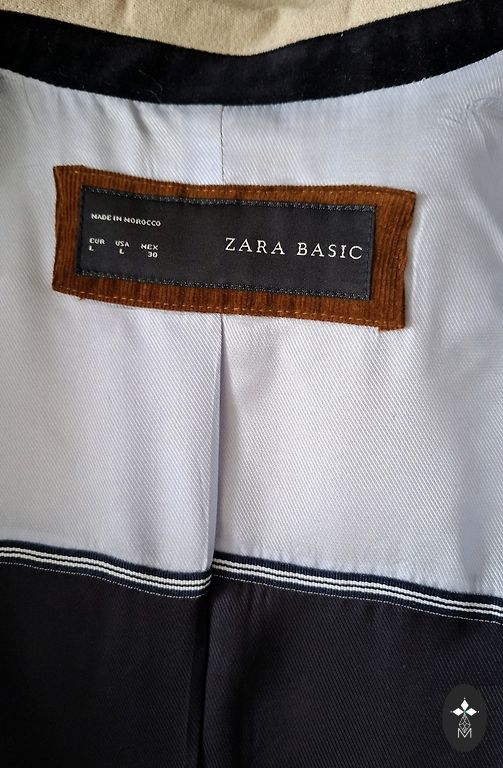 MADE IN MOROCCO
EUR USA MEX
L L 30
ZARA BASIC
M